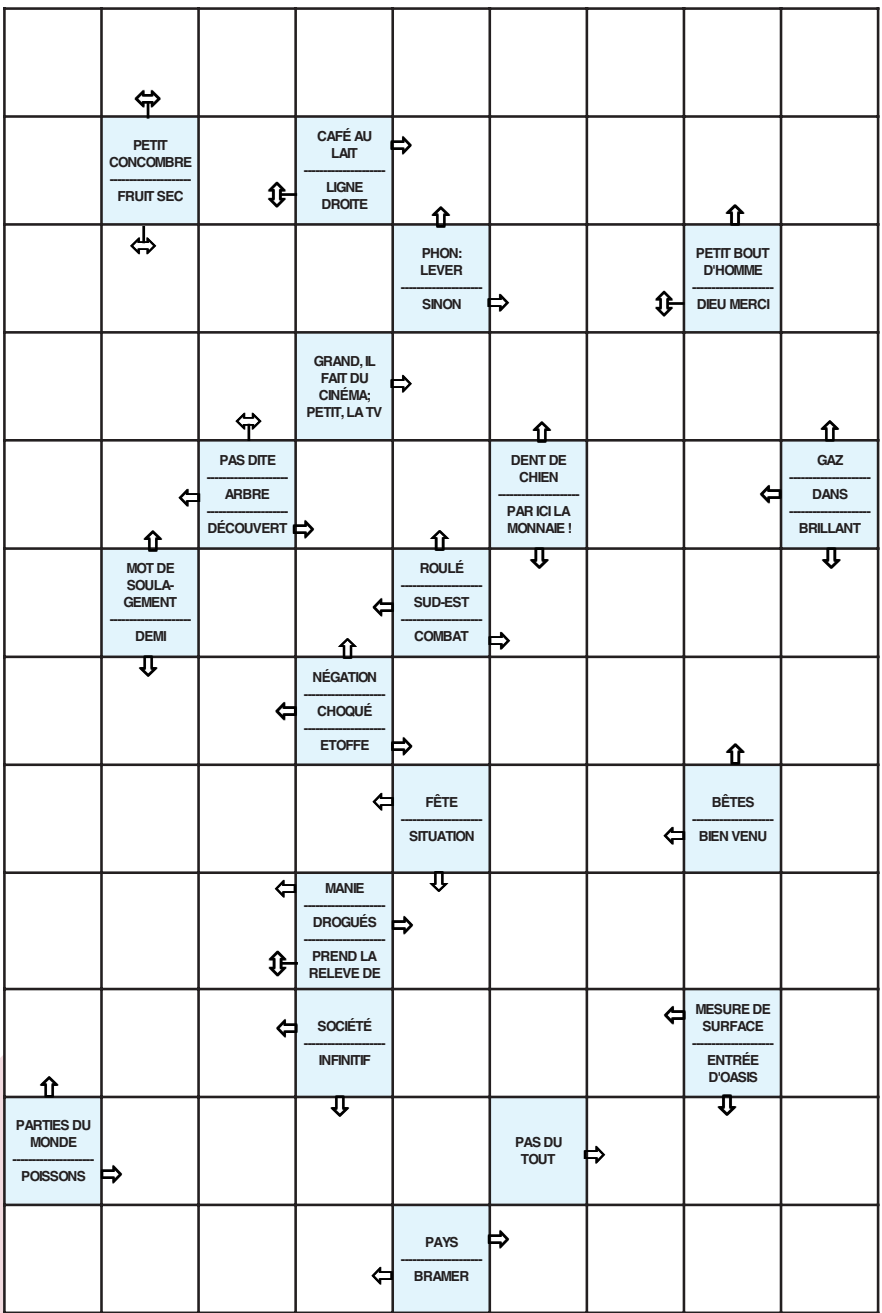 PETIT
CONCOMBRE
FRUIT SEC
CAFÉ AU
LAIT
LIGNE
DROITE
PHON:
LEVER
SINON
PETIT BOUT
D'HOMME
DIEU MERCI
GRAND, IL
FAIT DU
CINÉMA;
PETIT, LA TV
PAS DITE
ARBRE
DÉCOUVERT
DENT DE
CHIEN
PAR ICI LA
MONNAIE !
GAZ
DANS
BRILLANT
MOT DE
SOULA-
GEMENT
DEMI
ROULÉ
SUD-EST
COMBAT
NÉGATION
CHOQUÉ
ETOFFE
FÊTE
SITUATION
BÊTES
BIEN VENU
MANIE
DROGUÉS
PREND LA
RELEVE DE
SOCIÉTÉ
INFINITIF
MESURE DE
SURFACE
ENTRÉE
D'OASIS
PARTIES DU
MONDE
POISSONS
PAS DU
TOUT
PAYS
BRAMER